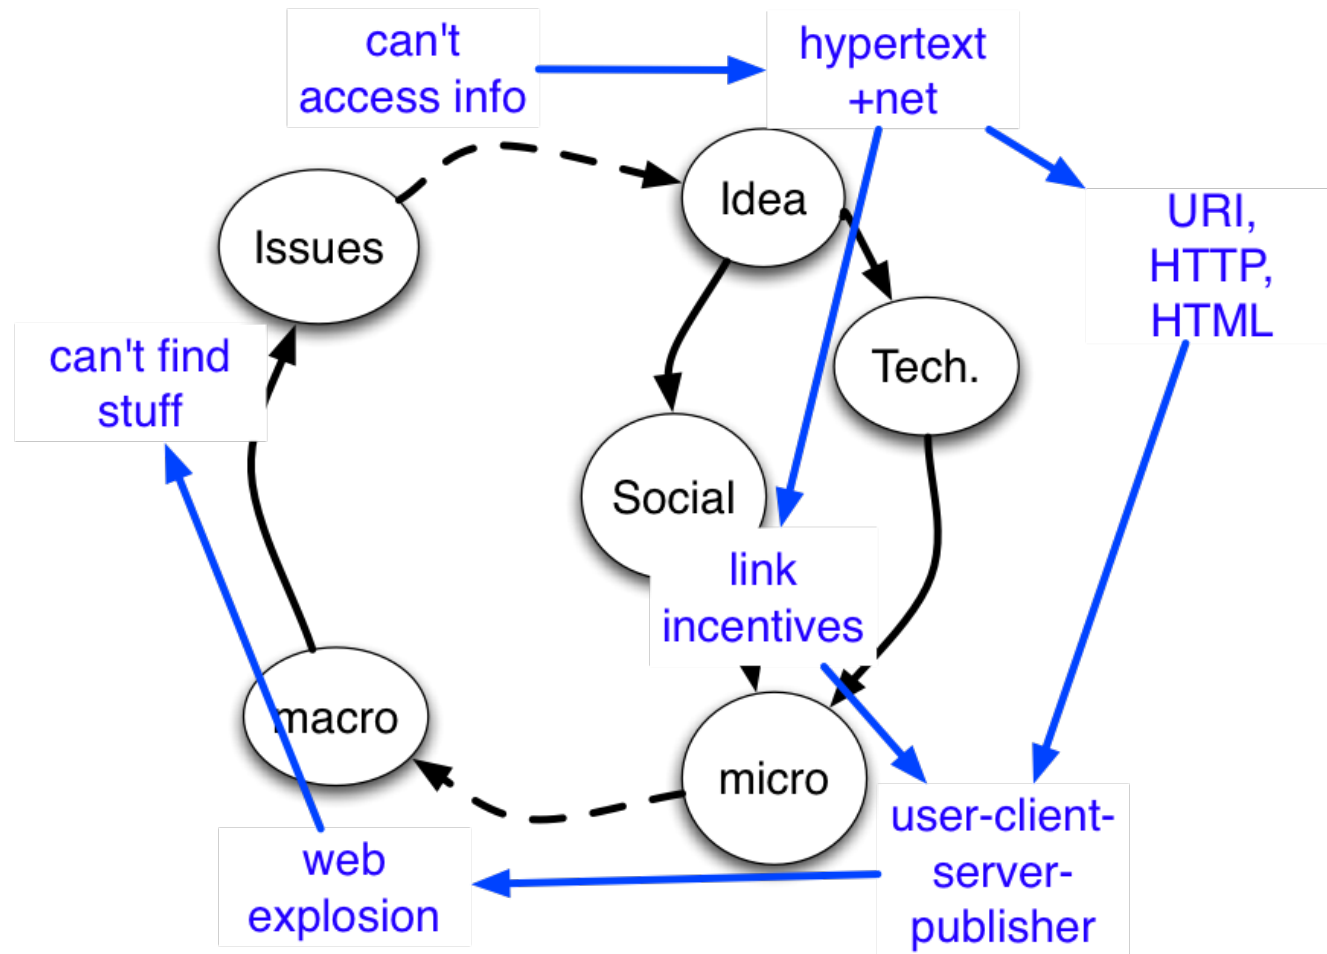 can't
access info
hypertext
+net
Issues
Idea
URI,
HTTP,
HTML
can't find
stuff
Tech.
Social
link
incentives
macro
micro
web
explosion
user-client-
server-
publisher